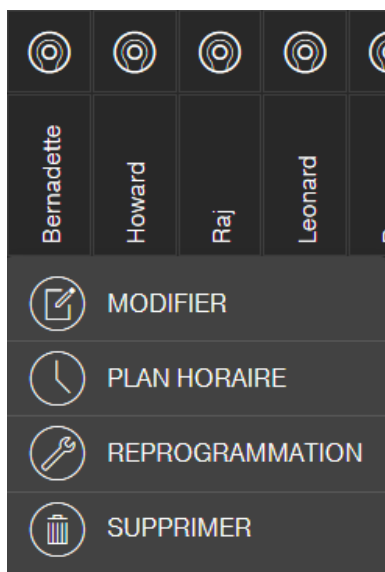 Bernadette
Howard
Raj
Leonard
MODIFIER
PLAN HORAIRE
REPROGRAMMATION
SUPPRIMER